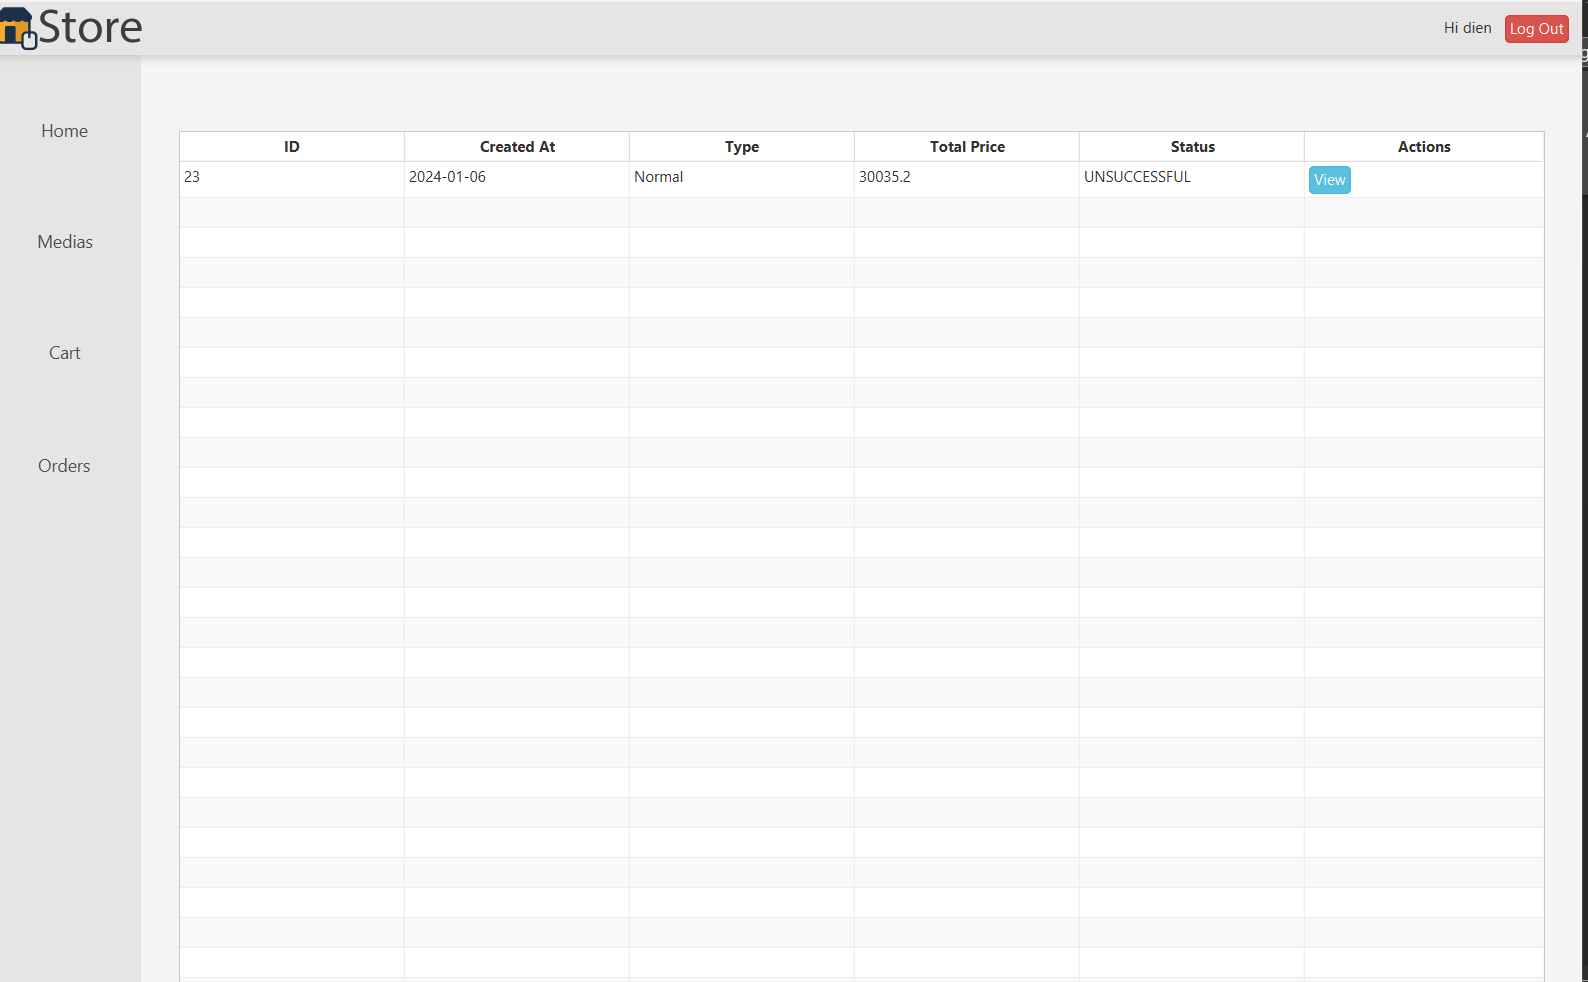 Store
Hi dien
Log Out
Home
Medias
Cart
Orders
ID Created At Type Total Price Status Actions
23 2024-01-06 Normal 30035.2 UNSUCCESSFUL View